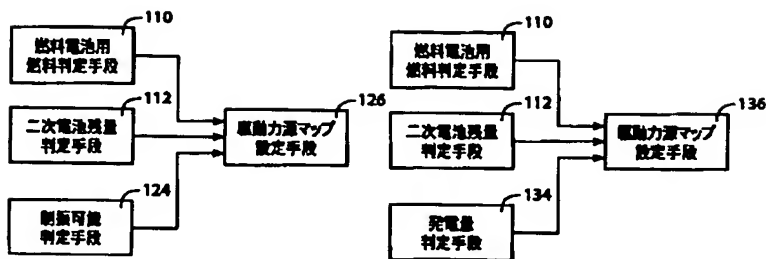 110
燃料電池用
燃料判定手段
112
二次電池残量
判定手段
124
制振可能
判定手段
126
駆動力源マップ
設定手段
110
燃料電池用
燃料判定手段
112
二次電池残量
判定手段
134
発電量
判定手段
136
駆動力源マップ
設定手段